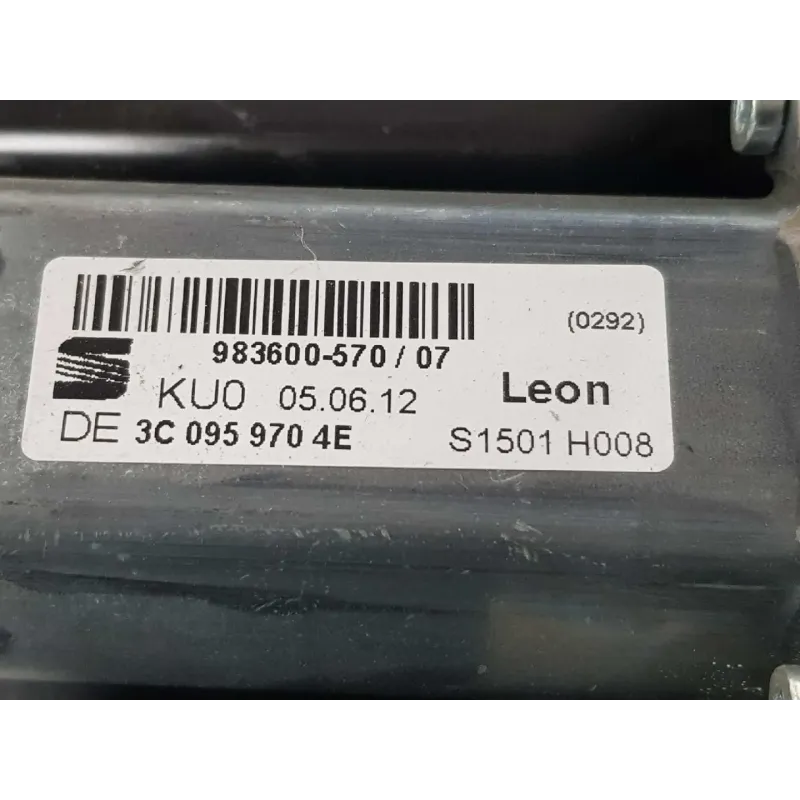 (0292)
983600-570 / 07
KU0 05.06.12 Leon
DE 3C 095 970 4E S1501 H008